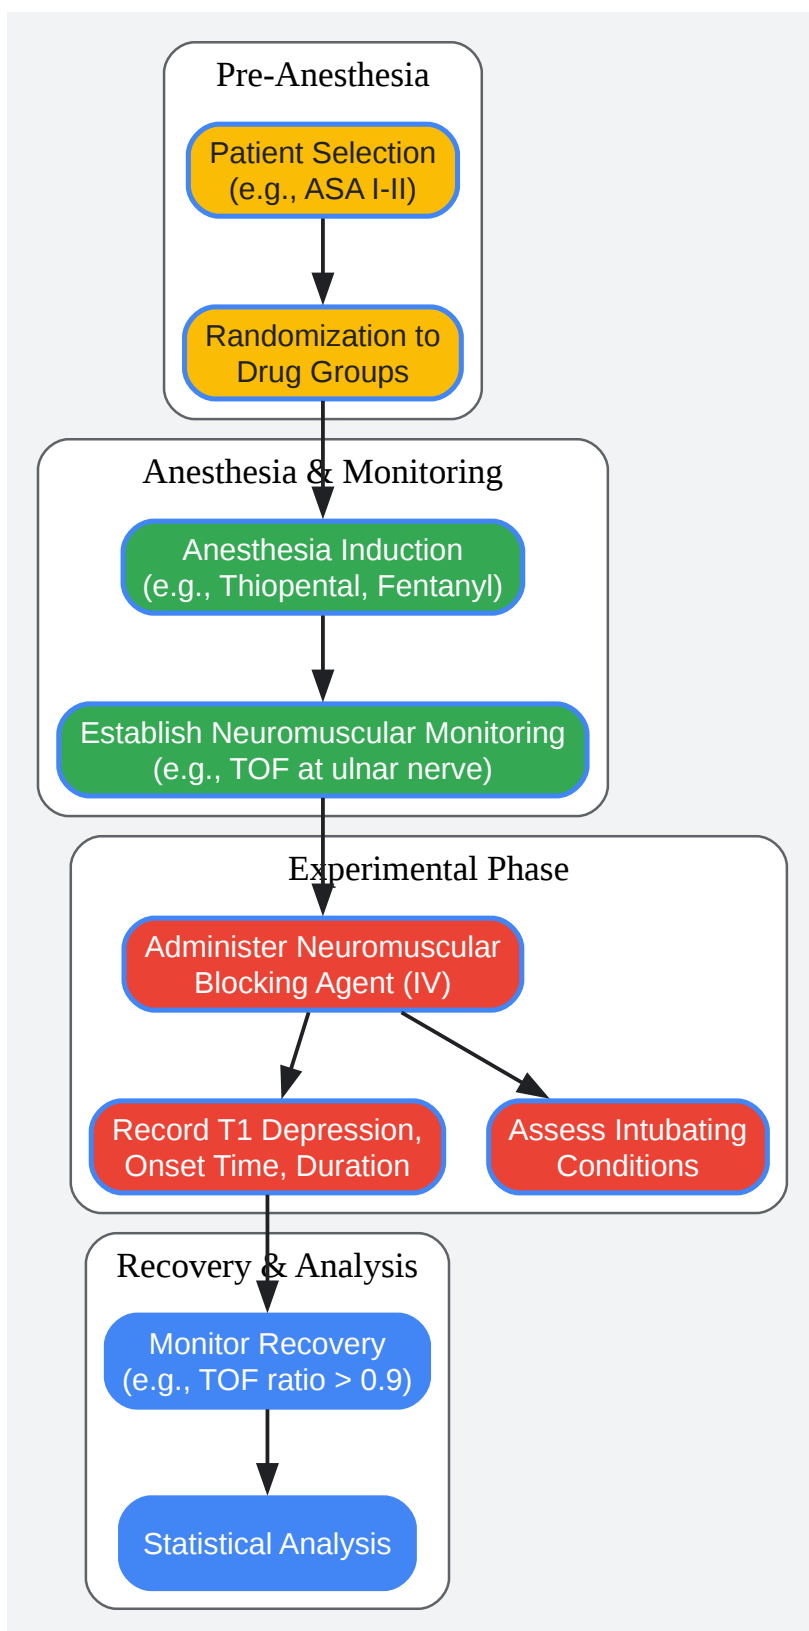 Pre-Anesthesia
Patient Selection
(e.g., ASA I-II)
Randomization to
Drug Groups
Anesthesia & Monitoring
Anesthesia Induction
(e.g., Thiopental, Fentanyl)
Establish Neuromuscular Monitoring
(e.g., TOF at ulnar nerve)
Experimental Phase
Administer Neuromuscular
Blocking Agent (IV)
Record T1 Depression,
Onset Time, Duration
Assess Intubating
Conditions
Recovery & Analysis
Monitor Recovery
(e.g., TOF ratio > 0.9)
Statistical Analysis